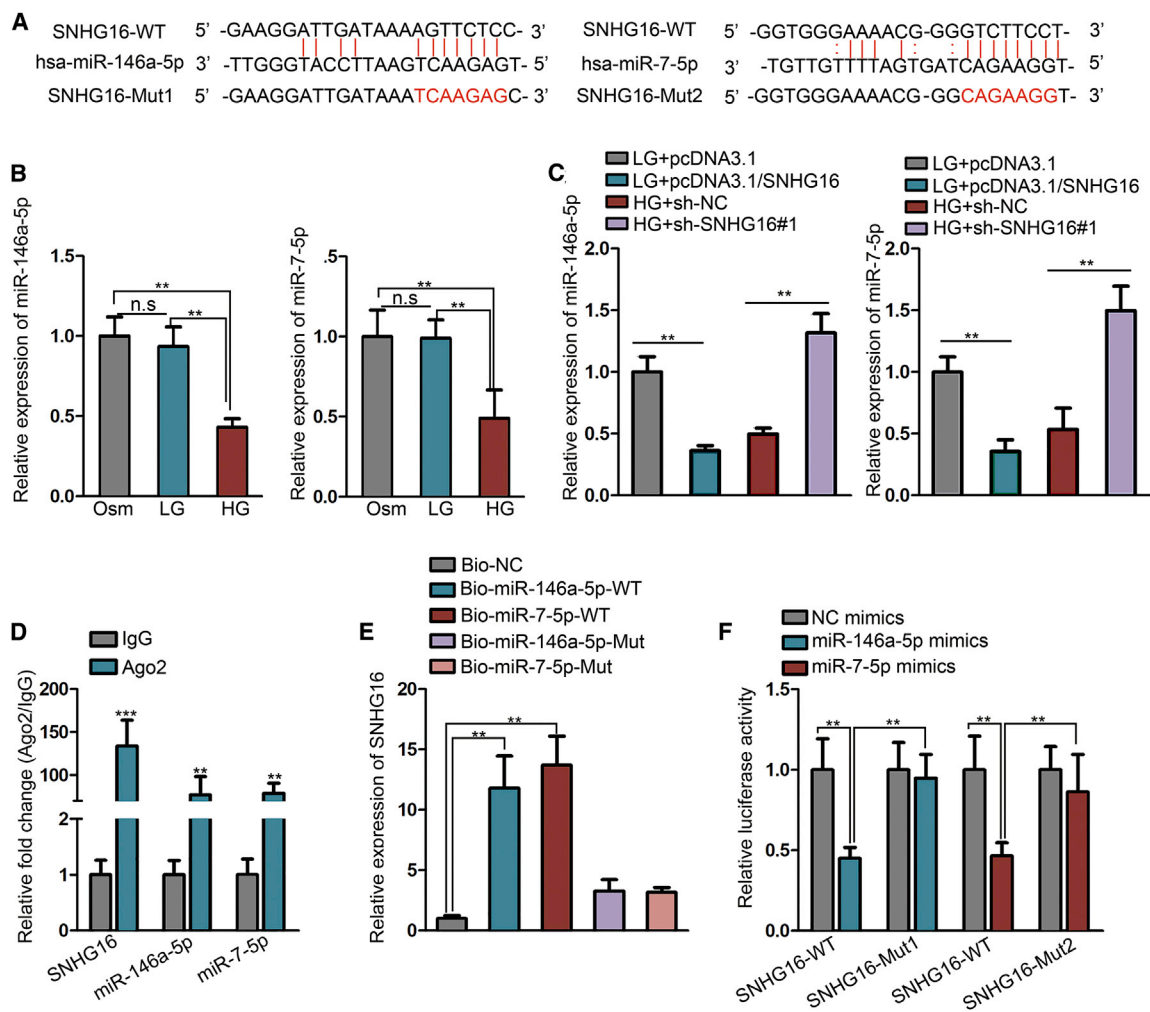 A
SNHG16-WT 5' -GAAGGATTGATAAAAGTTCTCC- 3'
hsa-miR-146a-5p 3' -TTGGGTACCTTAAGTCAAGAGT- 5'
SNHG16-Mut1 5' -GAAGGATTGATAAATCAAGAGC- 3'
SNHG16-WT 5' -GGTGGGAAAACG-GGGTCTTCCT- 3'
hsa-miR-7-5p 3' -TGTTGTTTTAGTGATCAGAAGGT- 5'
SNHG16-Mut2 5' -GGTGGGAAAACG-GGCAGAAGGT- 3'
B
Relative expression of miR-146a-5p
1.5
1.0
0.5
0.0
**
n.s
**
Osm LG HG
Relative expression of miR-7-5p
.5
1.0
0.5
0.0
**
n.s
**
Osm LG HG
C
LG+pcDNA3.1
LG+pcDNA3.1/SNHG16
HG+sh-NC
HG+sh-SNHG16#1
Relative expression of miR-146a-5p
2.0
1.5
1.0
0.5
0.0
**
**
LG+pcDNA3.1
LG+pcDNA3.1/SNHG16
HG+sh-NC
HG+sh-SNHG16#1
Relative expression of miR-7-5p
2.0
1.5
1.0
0.5
0.0
**
**
D
IgG
Ago2
Relative fold change (Ago2/IgG)
200
150
100
2
1
0
***
**
**
SNHG16
miR-146a-5p
miR-7-5p
E
Bio-NC
Bio-miR-146a-5p-WT
Bio-miR-7-5p-WT
Bio-miR-146a-5p-Mut
Bio-miR-7-5p-Mut
Relative expression of SNHG16
20
15
10
5
0
**
**
F
NC mimics
miR-146a-5p mimics
miR-7-5p mimics
Relative luciferase activity
1.5
1.0
0.5
0.0
**
**
**
**
SNHG16-WT
SNHG16-Mut1
SNHG16-WT
SNHG16-Mut2